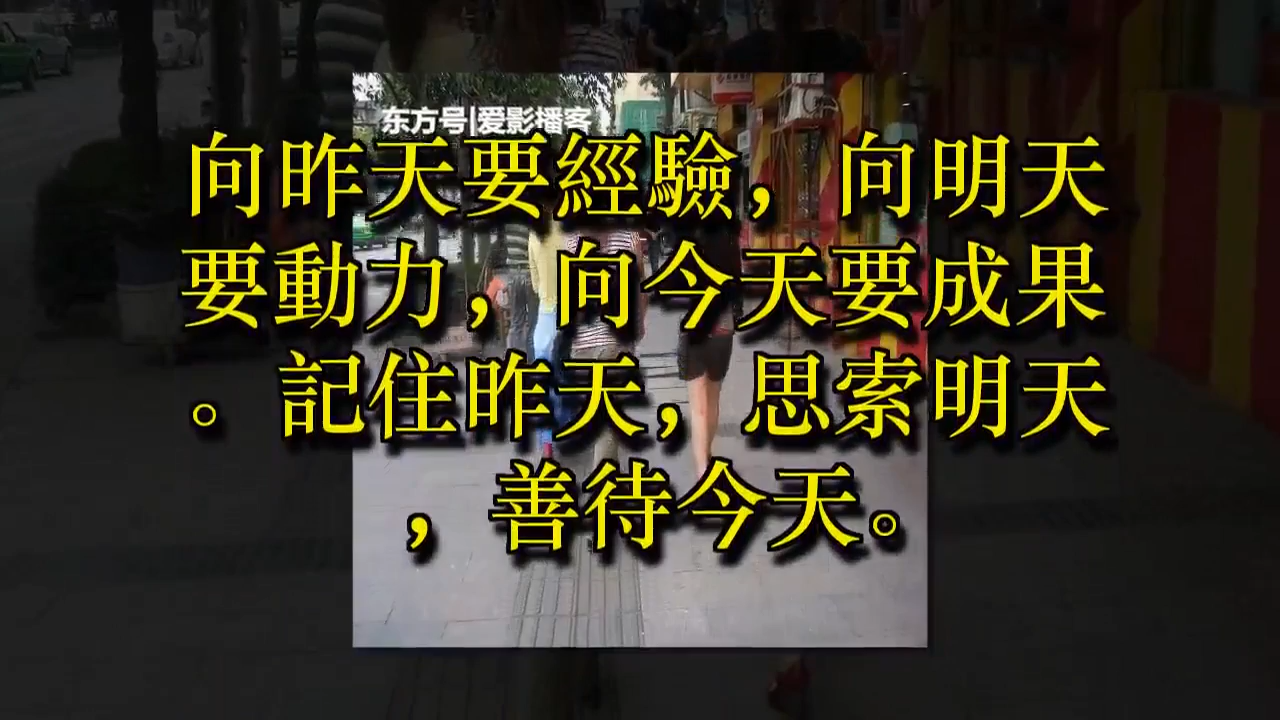 东方号|爱影播客
向昨天要經驗，向明天
要動力，向今天要成果
。記住昨天，思索明天
，善待今天。